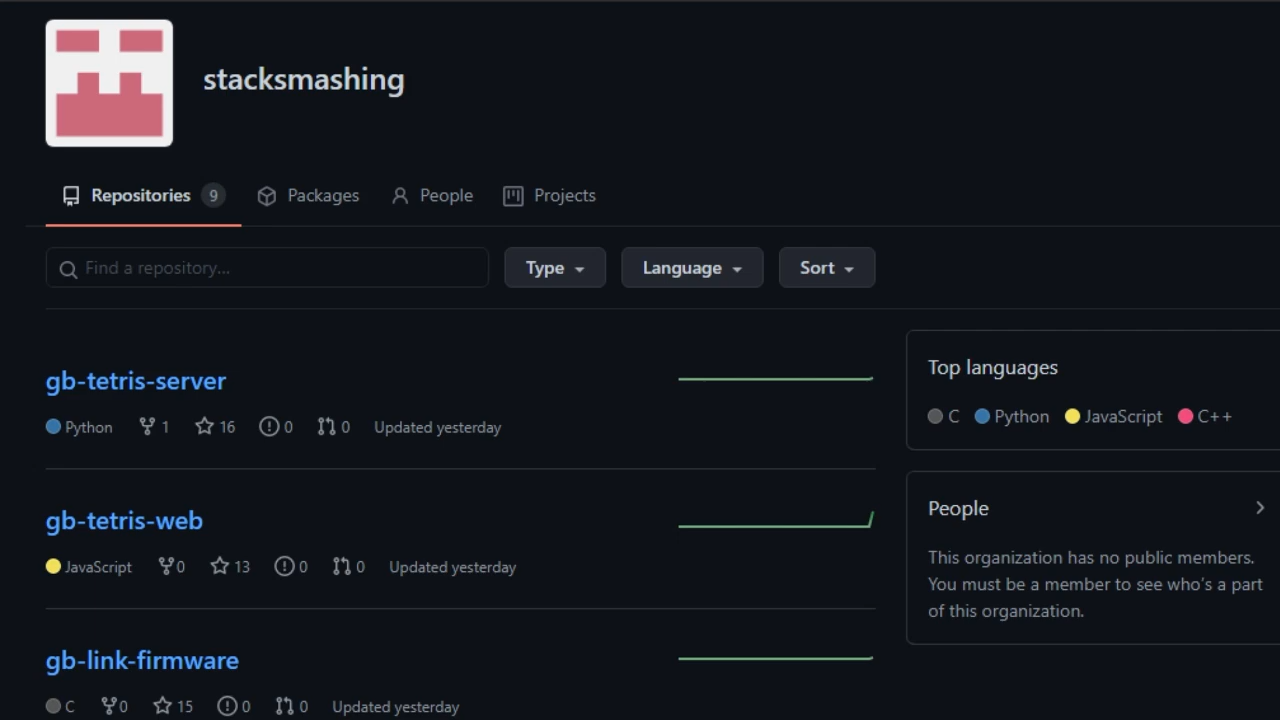 stacksmashing
Repositories 9 Packages People Projects
Find a repository... Type Language Sort
gb-tetris-server
Python 1 16 0 0 Updated yesterday
gb-tetris-web
JavaScript 0 13 0 0 Updated yesterday
gb-link-firmware
C 0 15 0 0 Updated yesterday
Top languages
C Python JavaScript C++
People
This organization has no public members.
You must be a member to see who's a part
of this organization.